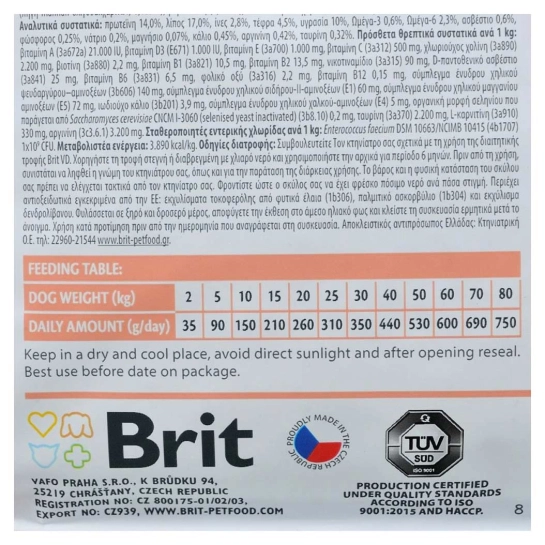 Αναλυτικά συστατικά: πρωτεΐνη 14,0%, λίπος 17,0%, ίνες 2,8%, τέφρα 4,5%, υγρασία 10%, Ωμέγα-3 0,6%, Ωμέγα-6 2,3%, ασβέστιο 0,6%,
φώσφορος 0,25%, νάτριο 0,2%, μαγνήσιο 0,07%, κάλιο 0,45%, αργινίνη 0,42%, ταυρίνη 0,32%. Πρόσθετα θρεπτικά συστατικά ανά 1 kg:
βιταμίνη A (3a672a) 21.000 IU, βιταμίνη D3 (E671) 1.000 IU, βιταμίνη E (3a700) 1.000 mg, βιταμίνη C (3a312) 500 mg, χλωριούχος χολίνη (3a890)
2.200 mg, βιοτίνη (3a880) 2,2 mg, βιταμίνη B1 (3a821) 10,5 mg, βιταμίνη B2 13,5 mg, νικοτιναμίδιο (3a315) 90 mg, D-παντοθενικό ασβέστιο
(3a841) 25 mg, βιταμίνη B6 (3a831) 6,5 mg, φολικό οξύ (3a316) 2,2 mg, βιταμίνη B12 0,15 mg, σύμπλεγμα ένυδρου χηλικού
ψευδαργύρου–αμινοξέων (3b606) 140 mg, σύμπλεγμα ένυδρου χηλικού σιδήρου-II-αμινοξέων (E1) 60 mg, σύμπλεγμα ένυδρου χηλικού μαγγανίου
αμινοξέων (E5) 72 mg, ιωδιούχο κάλιο (3b201) 3,9 mg, σύμπλεγμα ένυδρου χηλικού χαλκού-αμινοξέων (E4) 5 mg, οργανική μορφή σεληνίου που
παράγεται από Saccharomyces cerevisiae CNCM I-3060 (selenised yeast inactivated) (3b8.10) 0,2 mg, ταυρίνη (3a370) 2.200 mg, L-καρνιτίνη (3a910)
330 mg, αργινίνη (3c3.6.1) 3.200 mg. Σταθεροποιητές εντερικής χλωρίδας ανά 1 kg: Enterococcus faecium DSM 10663/NCIMB 10415 (4b1707)
1x10⁹ CFU. Μεταβολιστέα ενέργεια: 3.890 kcal/kg. Οδηγίες διατροφής: Συμβουλευτείτε Τον κτηνίατρο σας σχετικά με τη χρήση της διαιτητικής
τροφής Brit VD. Χορηγήστε τη τροφή στεγνή ή διαβρεγμένη με χλιαρό νερό και χρησιμοποιήστε την αρχικά για περίοδο 6 μηνών. Πριν από τη χρήση,
συνιστάται να ληφθεί η γνώμη του κτηνιάτρου σας, όπως και για την παράταση της διάρκειας χρήσης. Το βάρος και η φυσική κατάσταση του σκύλου
σας πρέπει να ελέγχεται τακτικά από τον κτηνίατρο σας. Φροντίστε ώστε ο σκύλος σας να έχει φρέσκο πόσιμο νερό ανά πάσα στιγμή. Περιέχει
αντιοξειδωτικά εγκεκριμένα από την ΕΕ: εκχυλίσματα τοκοφερόλης από φυτικά έλαια (1b306), παλμιτικό ασκορβύλιο (1b304) και εκχύλισμα
δενδρολίβανου. Φυλάσσεται σε ξηρό και δροσερό μέρος, αποφύγετε την έκθεση στο άμεσο ηλιακό φως και κλείστε τη συσκευασία ερμητικά μετά το
άνοιγμα. Χρήση κατά προτίμηση πριν από την ημερομηνία που αναγράφεται στη συσκευασία. Αποκλειστικός αντιπρόσωπος Ελλάδας: Κτηνιατρική
Ο.Ε. τηλ: 22960-21544 www.brit-petfood.gr.
FEEDING TABLE:
DOG WEIGHT (kg) 2 5 10 15 20 25 30 40 50 60 70 80
DAILY AMOUNT (g/day) 35 90 150 210 260 310 350 440 530 600 690 750
Keep in a dry and cool place, avoid direct sunlight and after opening reseal.
Best use before date on package.
Brit
PROUDLY MADE IN THE CZECH REPUBLIC
TÜV
SÜD
ISO 9001
VAFO PRAHA S.R.O., K BRŮDKU 94,
25219 CHRÁŠŤANY, CZECH REPUBLIC
REGISTRATION NO: CZ 800175-01/02/03,
EXPORT NO: CZ939, WWW.BRIT-PETFOOD.COM
PRODUCTION CERTIFIED
UNDER QUALITY STANDARDS
ACCORDING TO ISO
9001:2015 AND HACCP.
8